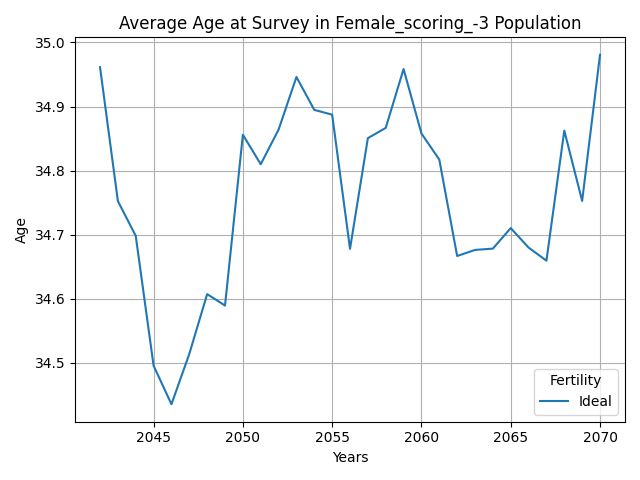 Average Age at Survey in Female_scoring_-3 Population
35.0
34.9
34.8
34.7
34.6
34.5
Age
2045 2050 2055 2060 2065 2070
Years
Fertility
Ideal